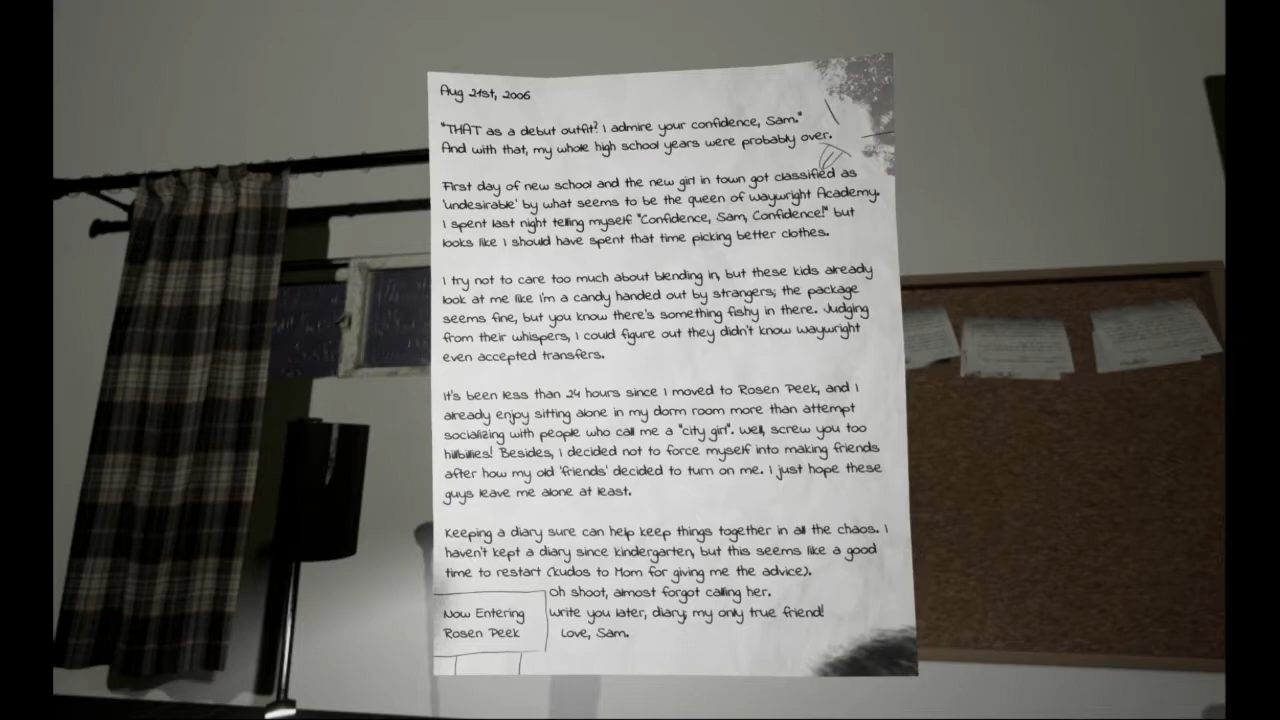 Aug 21st, 2006
"THAT as a debut outfit? I admire your confidence, Sam."
And with that, my whole high school years were probably over.
First day of new school and the new girl in town got classified as
'undesirable' by what seems to be the queen of Waywright Academy.
I spent last night telling myself "Confidence, Sam, Confidence!" but
looks like I should have spent that time picking better clothes.
I try not to care too much about blending in, but these kids already
look at me like I'm a candy handed out by strangers; the package
seems fine, but you know there's something fishy in there. Judging
from their whispers, I could figure out they didn't know Waywright
even accepted transfers.
It's been less than 24 hours since I moved to Rosen Peek, and I
already enjoy sitting alone in my dorm room more than attempt
socializing with people who call me a "city girl". Well, screw you too
hillbillies! Besides, I decided not to force myself into making friends
after how my old 'friends' decided to turn on me. I just hope these
guys leave me alone at least.
Keeping a diary sure can help keep things together in all the chaos. I
haven't kept a diary since kindergarten, but this seems like a good
time to restart (kudos to Mom for giving me the advice).
Oh shoot, almost forgot calling her.
Write you later, diary, my only true friend!
Love, Sam.
Now Entering
Rosen Peek